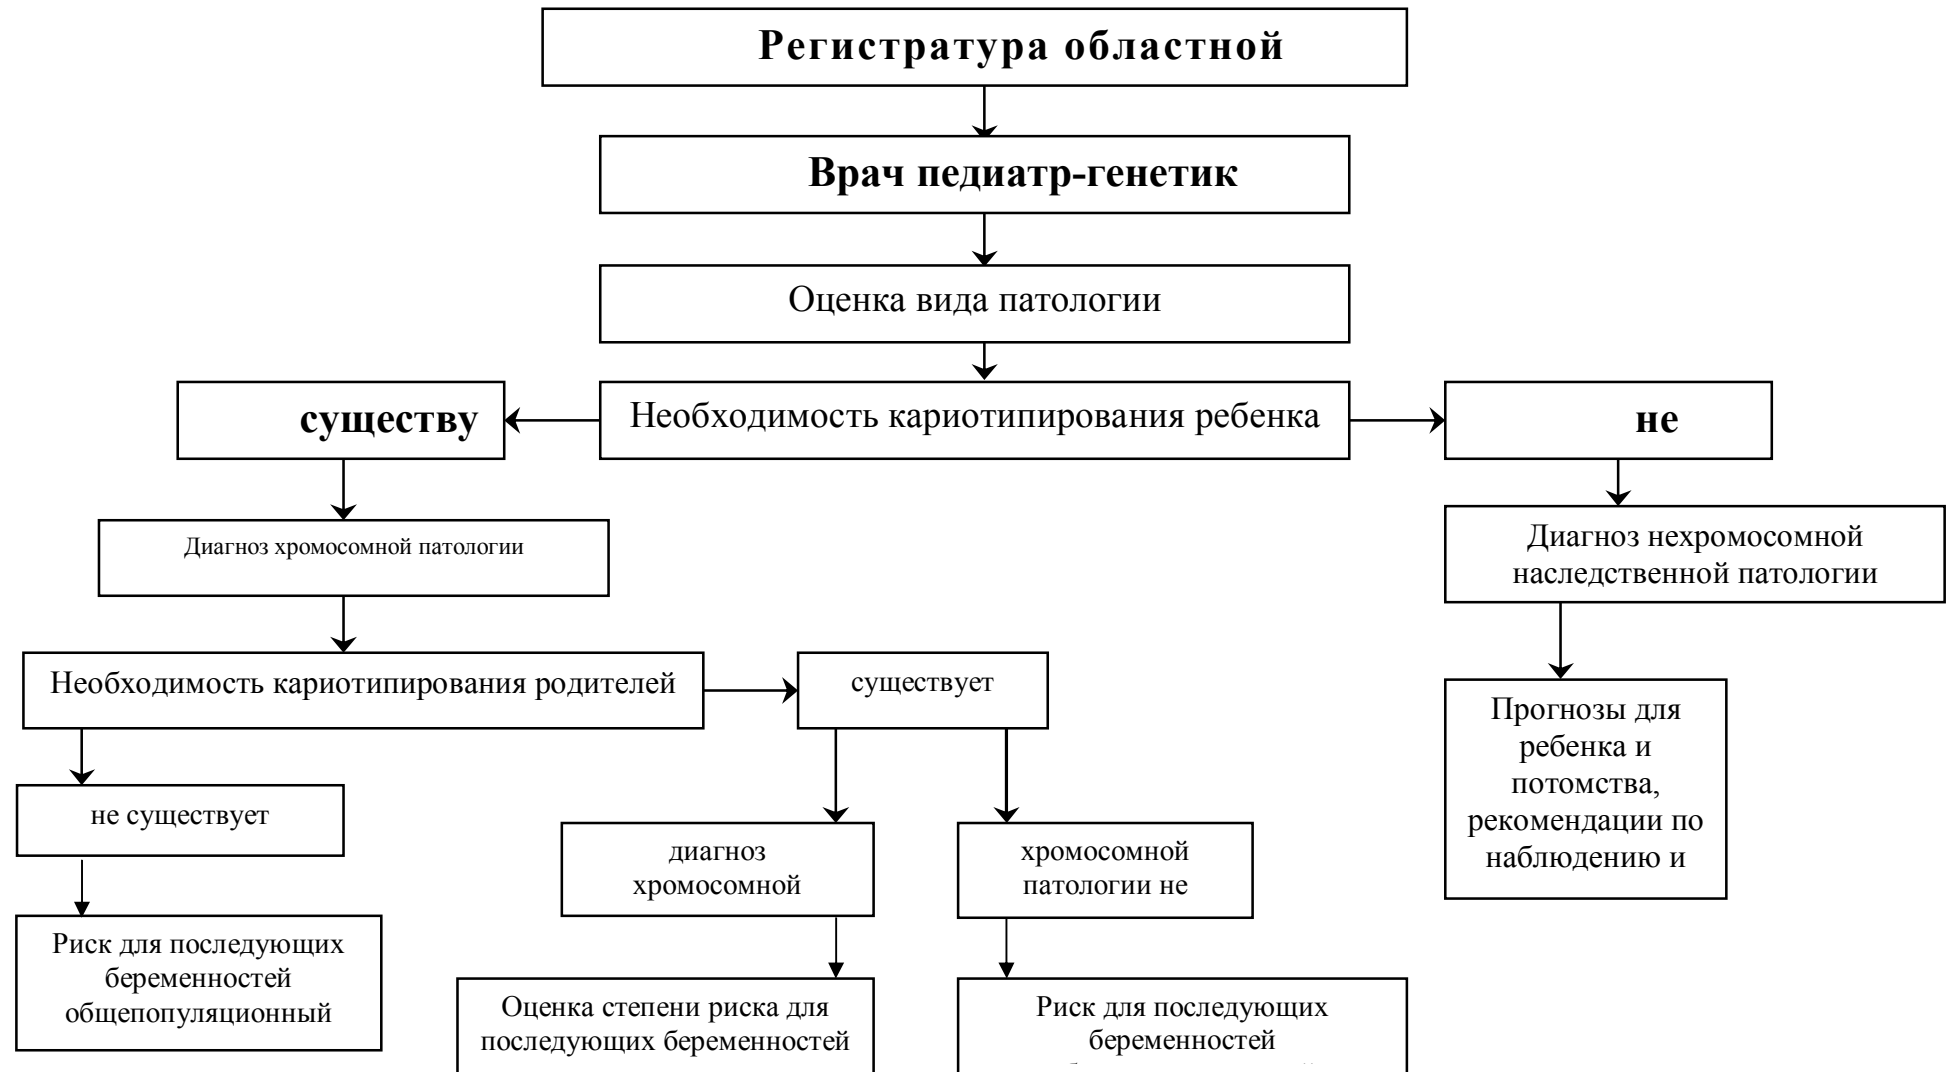 Регистратура областной
Врач педиатр-генетик
Оценка вида патологии
существу
Необходимость кариотипирования ребенка
не
Диагноз хромосомной патологии
Диагноз нехромосомной
наследственной патологии
Необходимость кариотипирования родителей
существует
Прогнозы для
ребенка и
потомства,
рекомендации по
наблюдению и
не существует
диагноз
хромосомной
хромосомной
патологии не
Риск для последующих
беременностей
общепопуляционный
Оценка степени риска для
последующих беременностей
Риск для последующих
беременностей